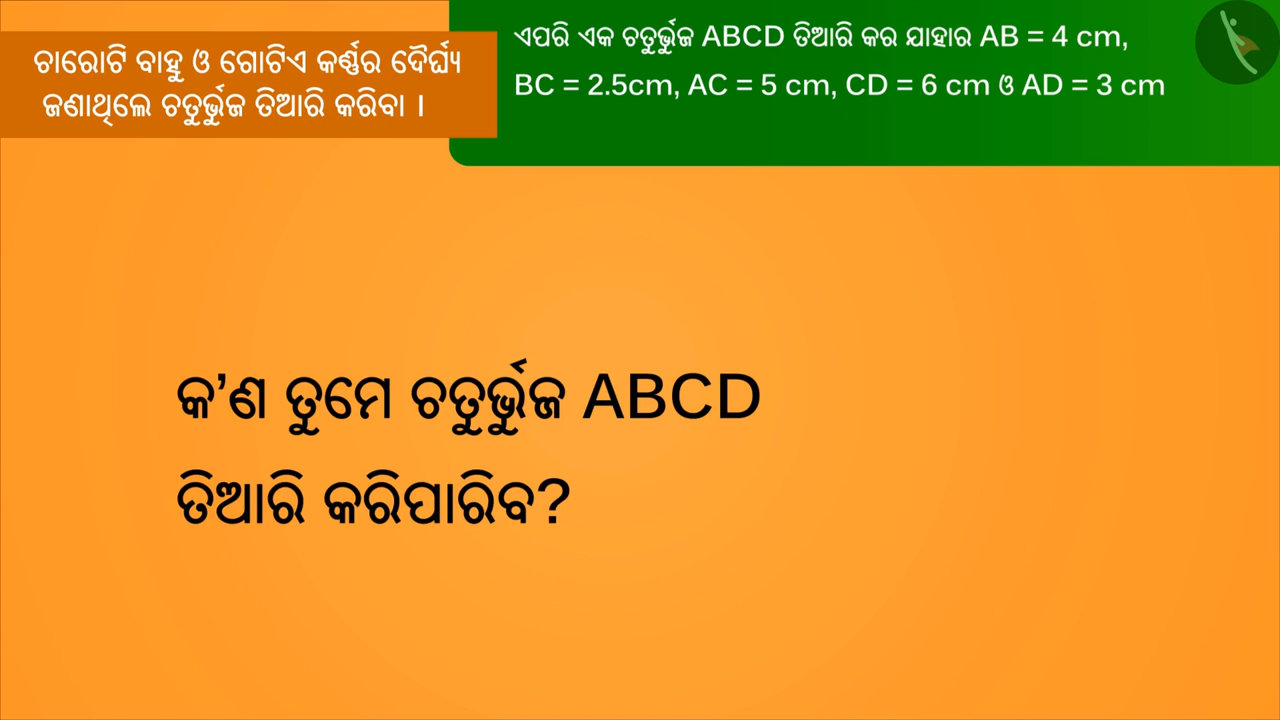 ଚାରୋଟି ବାହୁ ଓ ଗୋଟିଏ କର୍ଣ୍ଣର ଦୈର୍ଘ୍ୟ
ଜଣାଥିଲେ ଚତୁର୍ଭୁଜ ତିଆରି କରିବା ।
ଏପରି ଏକ ଚତୁର୍ଭୁଜ ABCD ତିଆରି କର ଯାହାର AB = 4 cm,
BC = 2.5cm, AC = 5 cm, CD = 6 cm ଓ AD = 3 cm
କ’ଣ ତୁମେ ଚତୁର୍ଭୁଜ ABCD
ତିଆରି କରିପାରିବ?